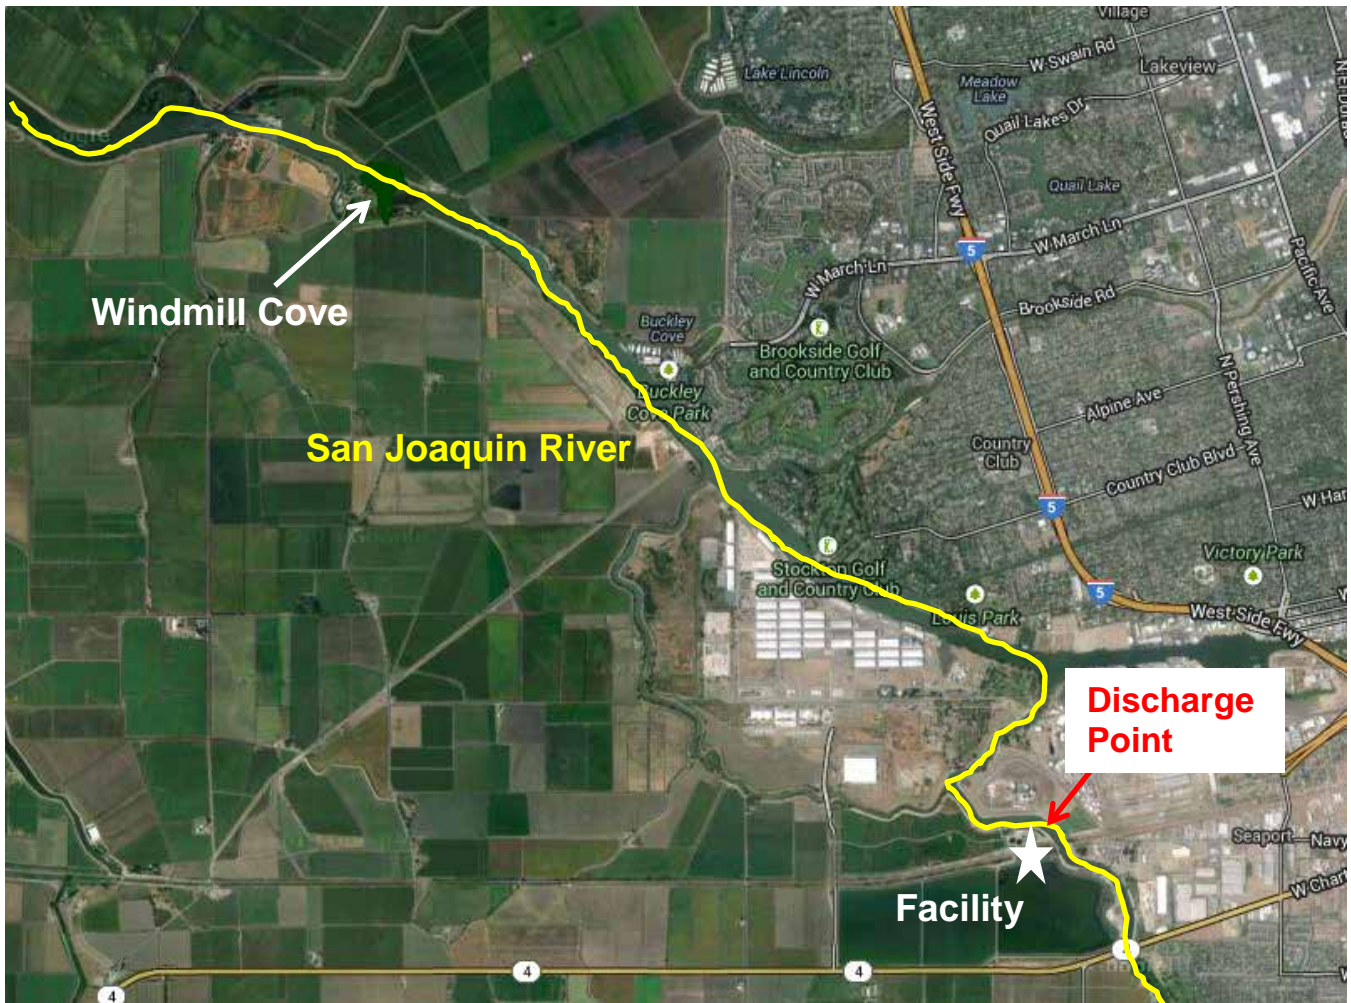 Village
W Swain Rd
Lakeview
Lake Lincoln
Meadow
Lake
Quail Lakes Dr
West Side Fwy
Quail Lake
5
W March Ln
W March Ln
Pacific Ave
Brookside Rd
Windmill Cove
Buckley
Cove
Brookside Golf
and Country Club
Buckley
Cove Park
N Pershing Ave
Alpine Ave
San Joaquin River
Country
Club
Country Club Blvd
5
W Har
Stockton Golf
and Country Club
Victory Park
Louis Park
5
West Side Fwy
Discharge
Point
Seaport
Navy
W Chart
Facility
4
4
4
4